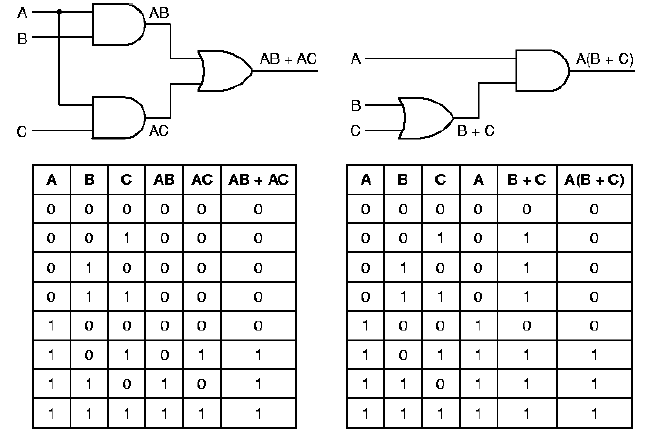 A
B
C
AB
AC
AB + AC
A
B
C
B + C
A(B + C)
A B C AB AC AB + AC
0 0 0 0 0 0
0 0 1 0 0 0
0 1 0 0 0 0
0 1 1 0 0 0
1 0 0 0 0 0
1 0 1 0 1 1
1 1 0 1 0 1
1 1 1 1 1 1
A B C A B + C A(B + C)
0 0 0 0 0 0
0 0 1 0 1 0
0 1 0 0 1 0
0 1 1 0 1 0
1 0 0 1 0 0
1 0 1 1 1 1
1 1 0 1 1 1
1 1 1 1 1 1